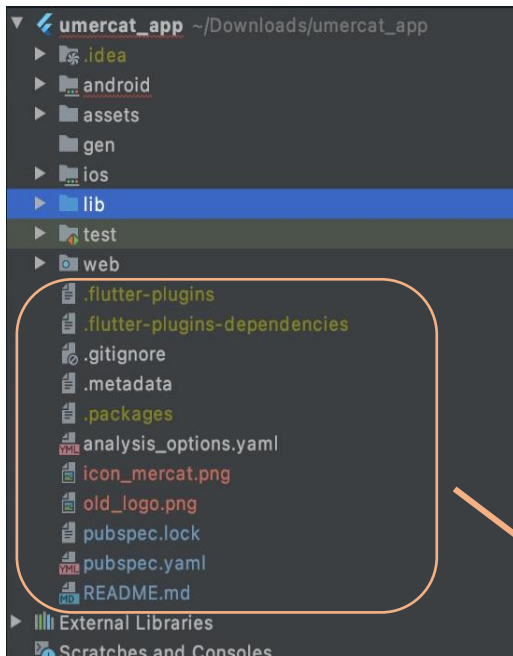 umercat_app ~/Downloads/umercat_app
.idea
android
assets
gen
ios
lib
test
web
.flutter-plugins
.flutter-plugins-dependencies
.gitignore
.metadata
.packages
analysis_options.yaml
icon_mercat.png
old_logo.png
pubspec.lock
pubspec.yaml
README.md
External Libraries
Scratches and Consoles